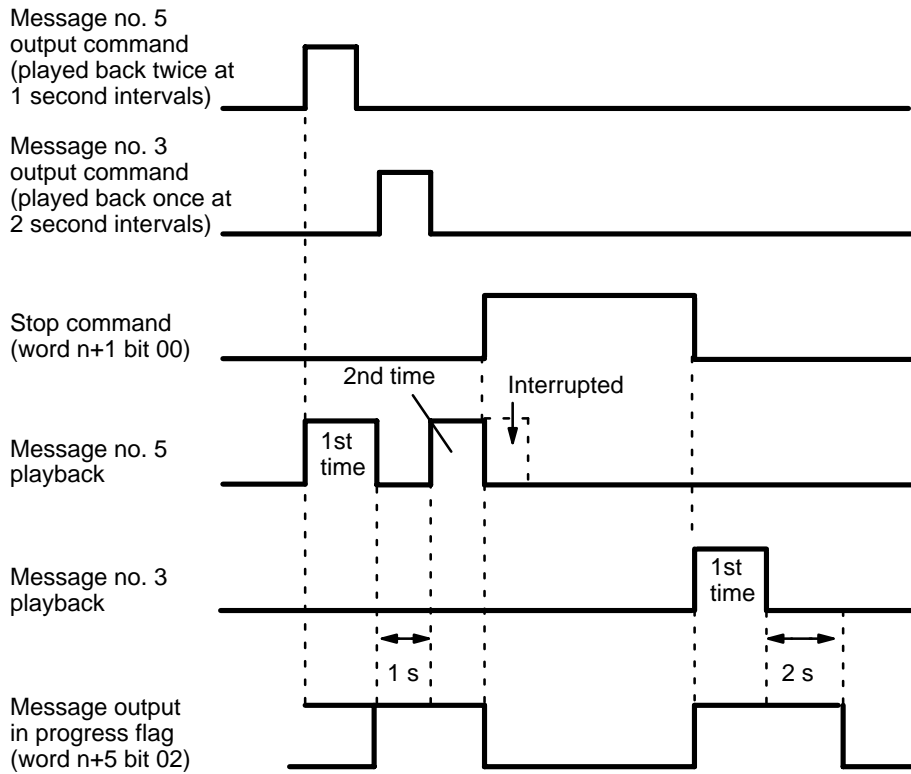 Message no. 5
output command
(played back twice at
1 second intervals)
Message no. 3
output command
(played back once at
2 second intervals)
Stop command
(word n+1 bit 00)
2nd time
Interrupted
Message no. 5
playback
1st
time
Message no. 3
playback
1st
time
1 s
2 s
Message output
in progress flag
(word n+5 bit 02)